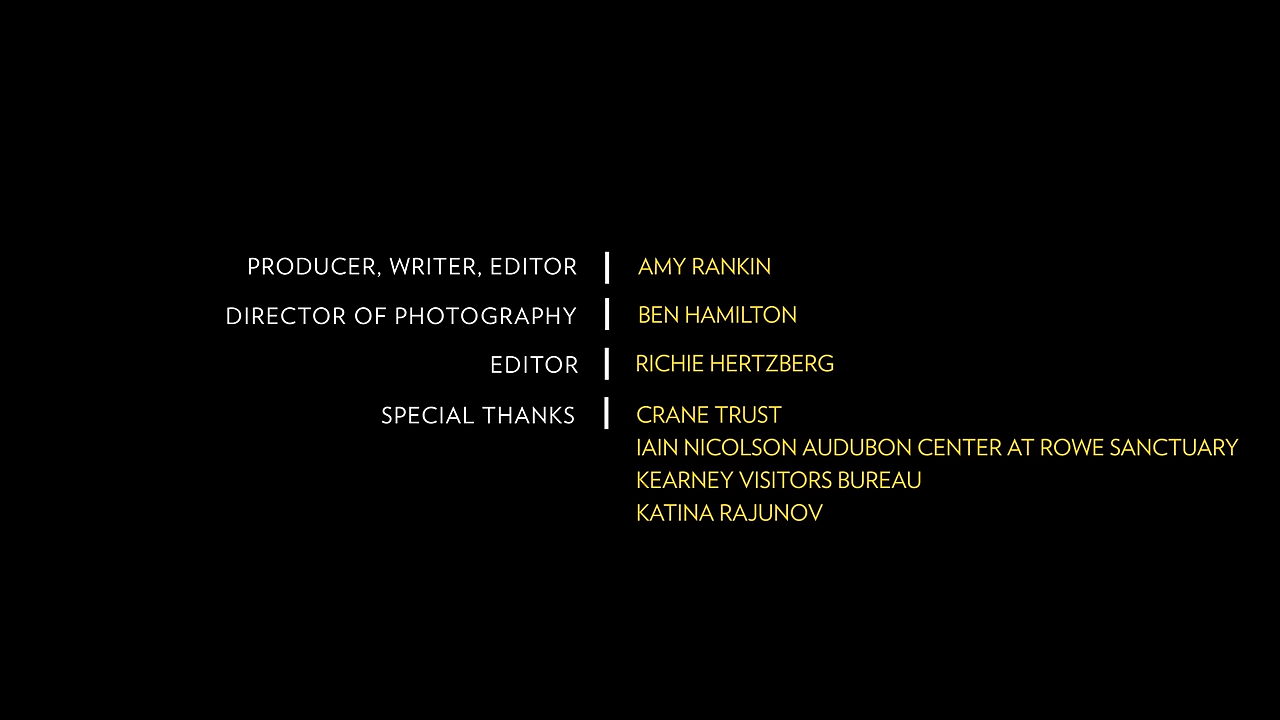 PRODUCER, WRITER, EDITOR | AMY RANKIN
DIRECTOR OF PHOTOGRAPHY | BEN HAMILTON
EDITOR | RICHIE HERTZBERG
SPECIAL THANKS | CRANE TRUST
IAIN NICOLSON AUDUBON CENTER AT ROWE SANCTUARY
KEARNEY VISITORS BUREAU
KATINA RAJUNOV